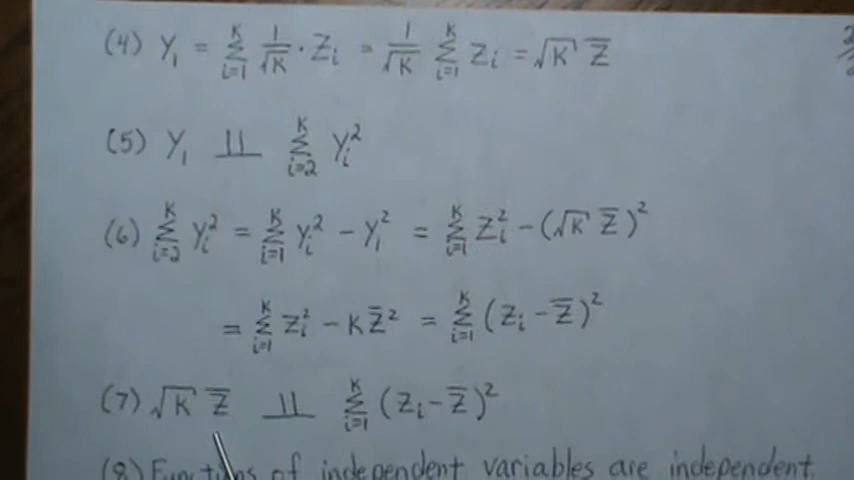 (4) Y₁ = Σ_{i=1}^{K} 1/√K · Z_i = 1/√K Σ_{i=1}^{K} Z_i = √K Z̅
(5) Y₁ ⫫ Σ_{i=2}^{K} Y_i²
(6) Σ_{i=2}^{K} Y_i² = Σ_{i=1}^{K} Y_i² - Y₁² = Σ_{i=1}^{K} Z_i² - (√K Z̅)²
= Σ_{i=1}^{K} Z_i² - K Z̅² = Σ_{i=1}^{K} (Z_i - Z̅)²
(7) √K Z̅ ⫫ Σ_{i=1}^{K} (Z_i - Z̅)²
(8) Functions of independent variables are independent.